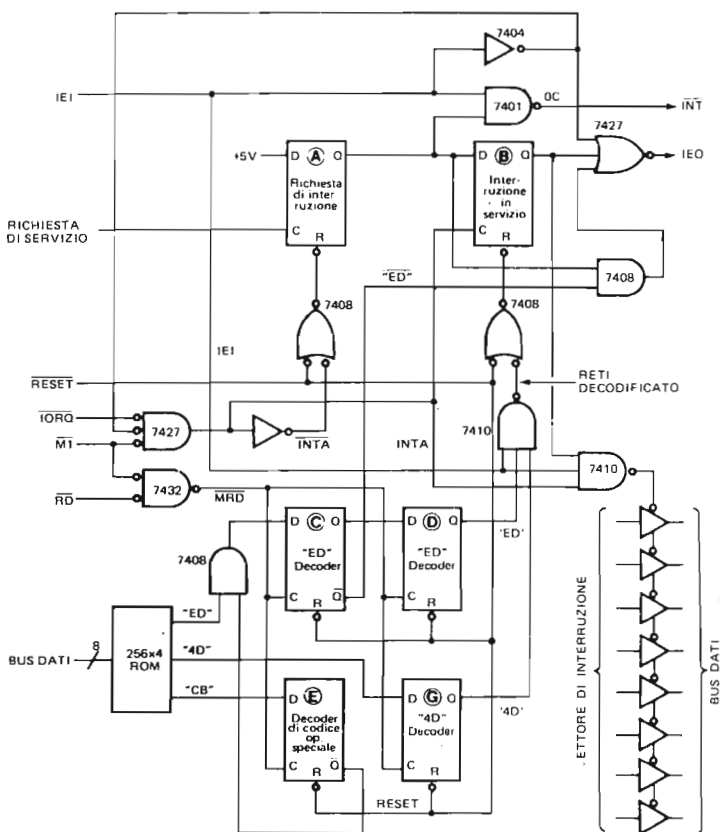 7404
IEI
7401
OC
INT
7427
IEO
+5V
D A Q
Richiesta
di inter
ruzione
C
R
D B Q
Inter-
ruzione
in
servizio
C
R
RICHIESTA
DI SERVIZIO
"ED"
7408
7408
7408
IEI
RESET
RETI
DECODIFICATO
IORQ
M1
7427
INTA
INTA
7410
7410
RD
7432
MRD
7408
D C Q
"ED"
Decoder
C Q
R
D D Q
"ED"
Decoder
C
R
'ED'
BUS DATI
8
256x4
ROM
"ED"
"4D"
"CB"
D E
Decoder
di codice
op.
speciale
C Q
R
D G Q
"4D"
Decoder
C
R
'4D'
RESET
ETTORE DI INTERRUZIONE
BUS DATI